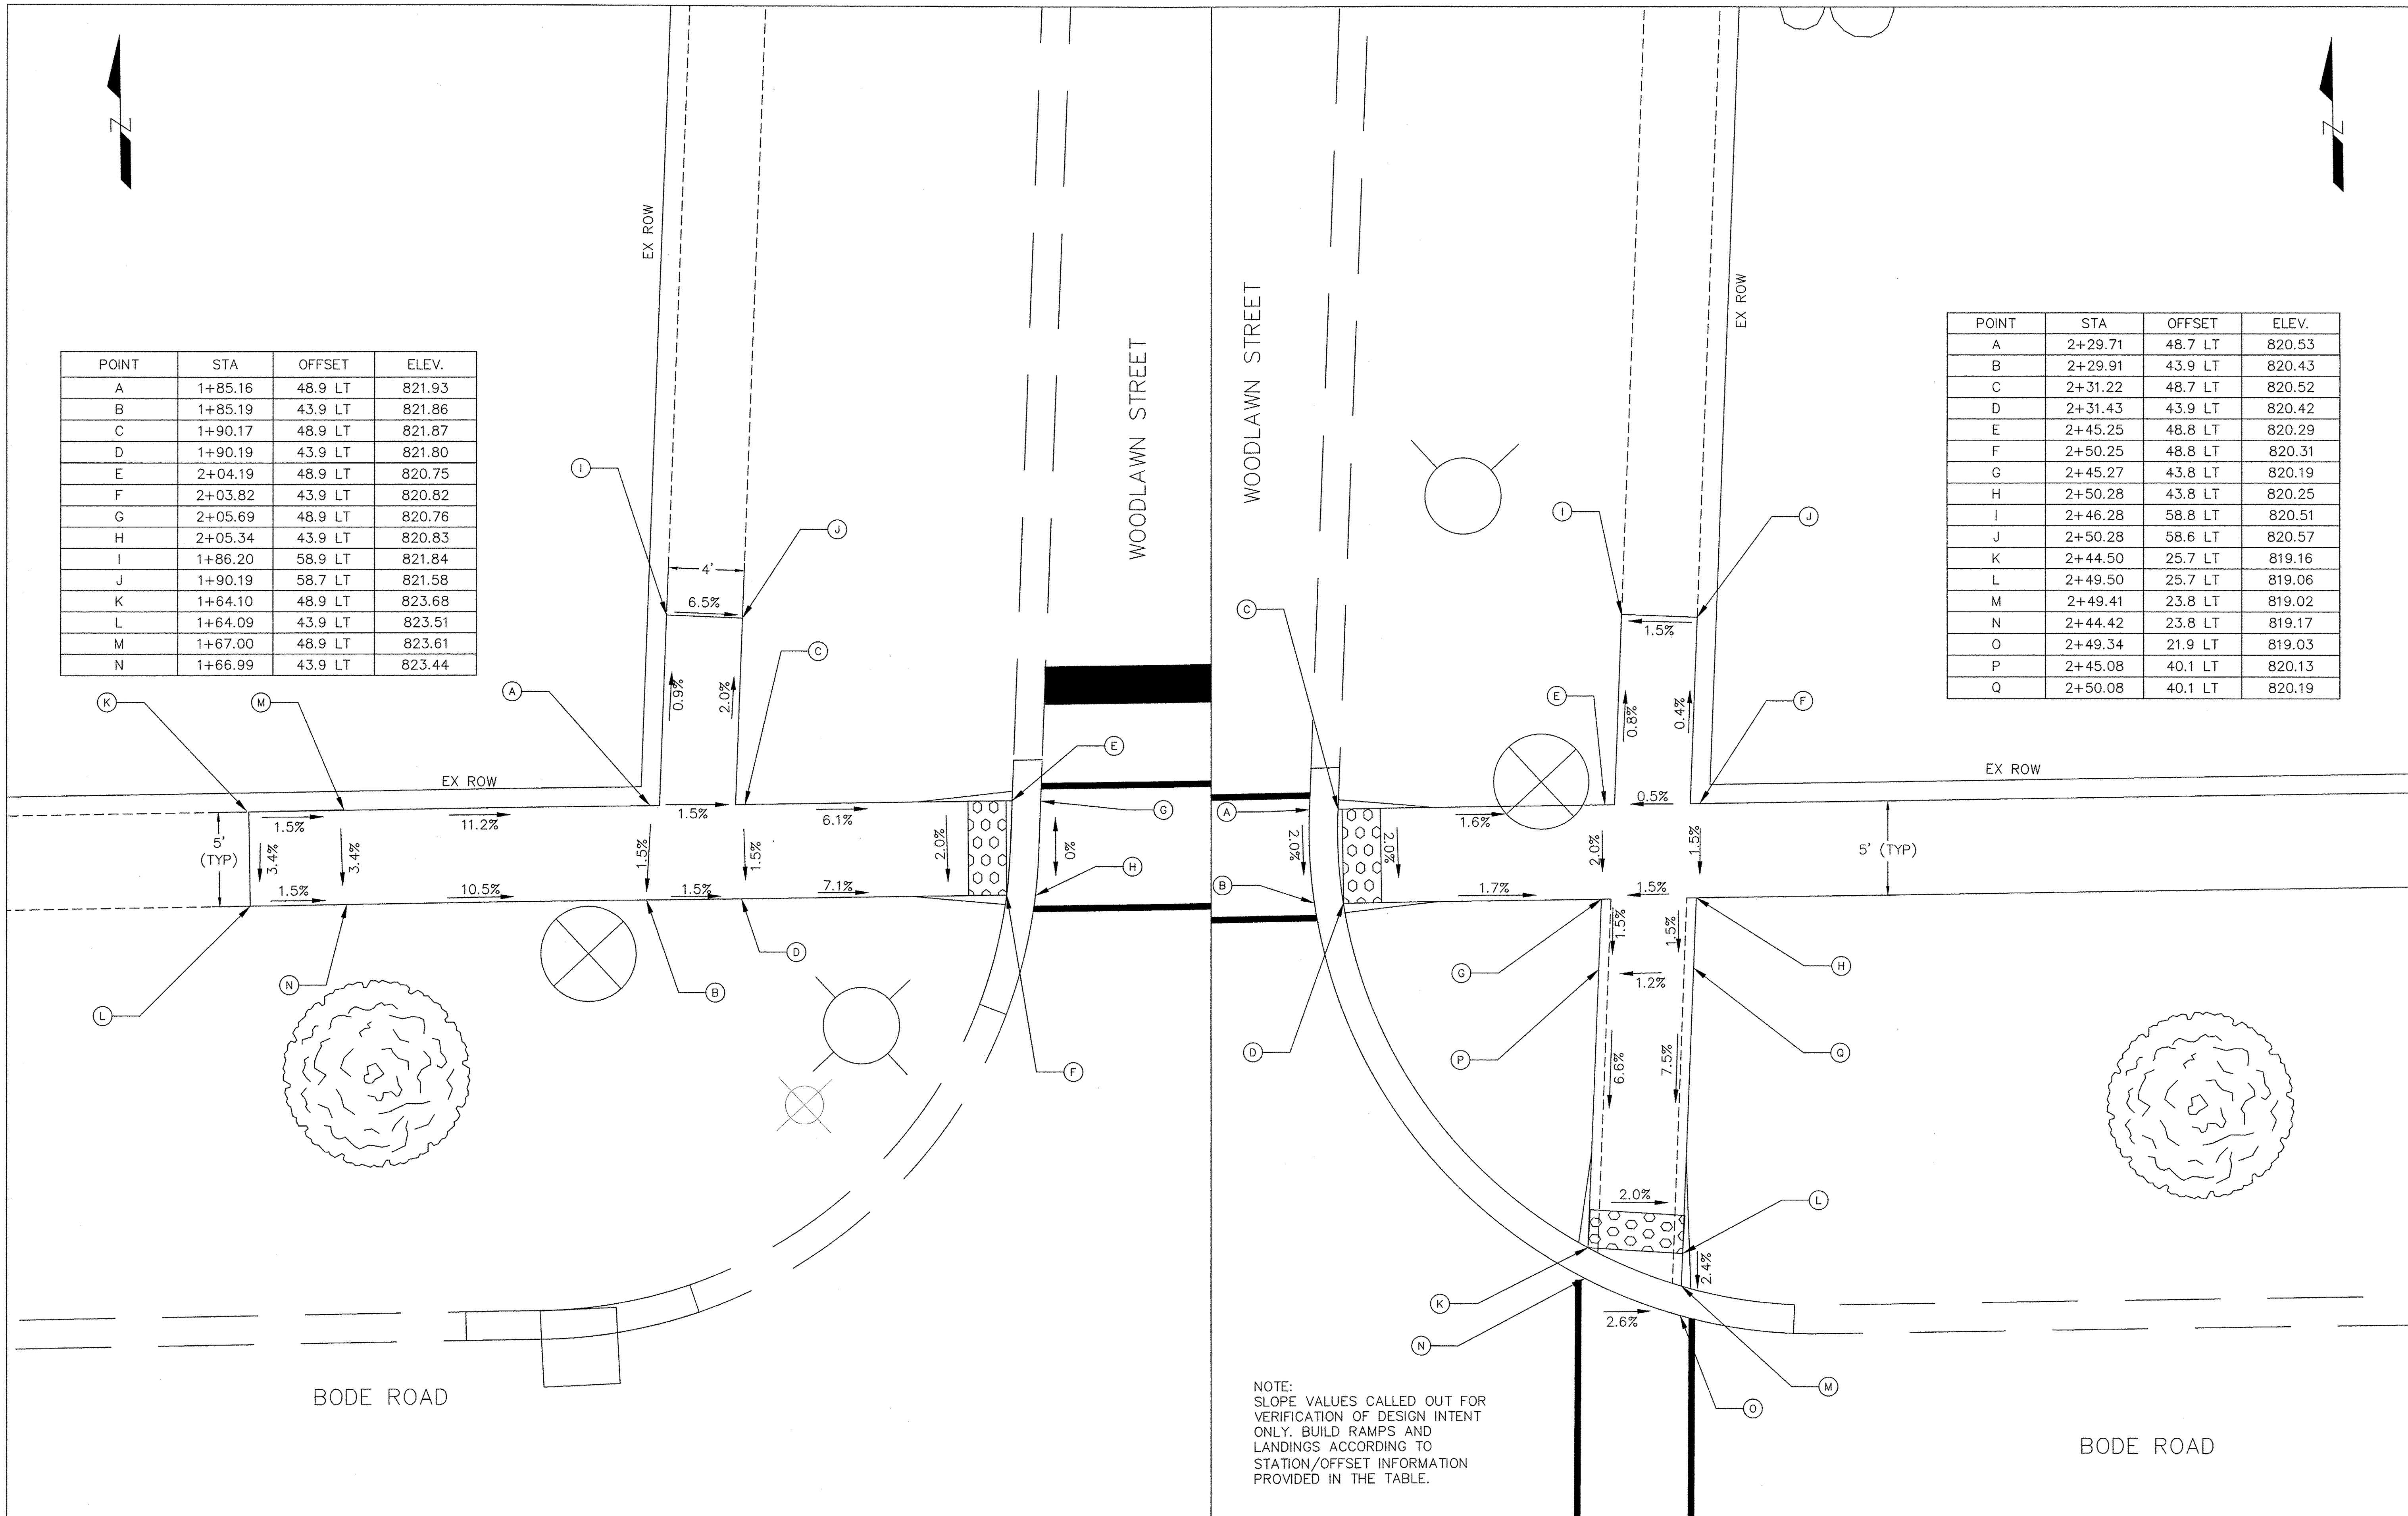 Z
Z
EX ROW
WOODLAWN STREET
WOODLAWN STREET
EX ROW
POINT STA OFFSET ELEV.
A 1+85.16 48.9 LT 821.93
B 1+85.19 43.9 LT 821.86
C 1+90.17 48.9 LT 821.87
D 1+90.19 43.9 LT 821.80
E 2+04.19 48.9 LT 820.75
F 2+03.82 43.9 LT 820.82
G 2+05.69 48.9 LT 820.76
H 2+05.34 43.9 LT 820.83
I 1+86.20 58.9 LT 821.84
J 1+90.19 58.7 LT 821.58
K 1+64.10 48.9 LT 823.68
L 1+64.09 43.9 LT 823.51
M 1+67.00 48.9 LT 823.61
N 1+66.99 43.9 LT 823.44
POINT STA OFFSET ELEV.
A 2+29.71 48.7 LT 820.53
B 2+29.91 43.9 LT 820.43
C 2+31.22 48.7 LT 820.52
D 2+31.43 43.9 LT 820.42
E 2+45.25 48.8 LT 820.29
F 2+50.25 48.8 LT 820.31
G 2+45.27 43.8 LT 820.19
H 2+50.28 43.8 LT 820.25
I 2+46.28 58.8 LT 820.51
J 2+50.28 58.6 LT 820.57
K 2+44.50 25.7 LT 819.16
L 2+49.50 25.7 LT 819.06
M 2+49.41 23.8 LT 819.02
N 2+44.42 23.8 LT 819.17
O 2+49.34 21.9 LT 819.03
P 2+45.08 40.1 LT 820.13
Q 2+50.08 40.1 LT 820.19
I
J
4'
6.5%
C
0.9%
2.0%
K
M
A
E
EX ROW
G
1.5%
11.2%
1.5%
6.1%
5'
(TYP)
3.4%
3.4%
1.5%
1.5%
2.0%
0%
H
1.5%
10.5%
1.5%
7.1%
D
N
B
L
F
BODE ROAD
I
J
C
1.5%
E
F
0.8%
0.4%
EX ROW
A
0.5%
1.6%
2.0%
2.0%
2.0%
1.5%
5' (TYP)
B
1.7%
1.5%
1.5%
1.5%
G
H
1.2%
D
P
Q
6.6%
7.5%
2.0%
L
2.4%
K
2.6%
N
M
O
NOTE:
SLOPE VALUES CALLED OUT FOR
VERIFICATION OF DESIGN INTENT
ONLY. BUILD RAMPS AND
LANDINGS ACCORDING TO
STATION/OFFSET INFORMATION
PROVIDED IN THE TABLE.
BODE ROAD